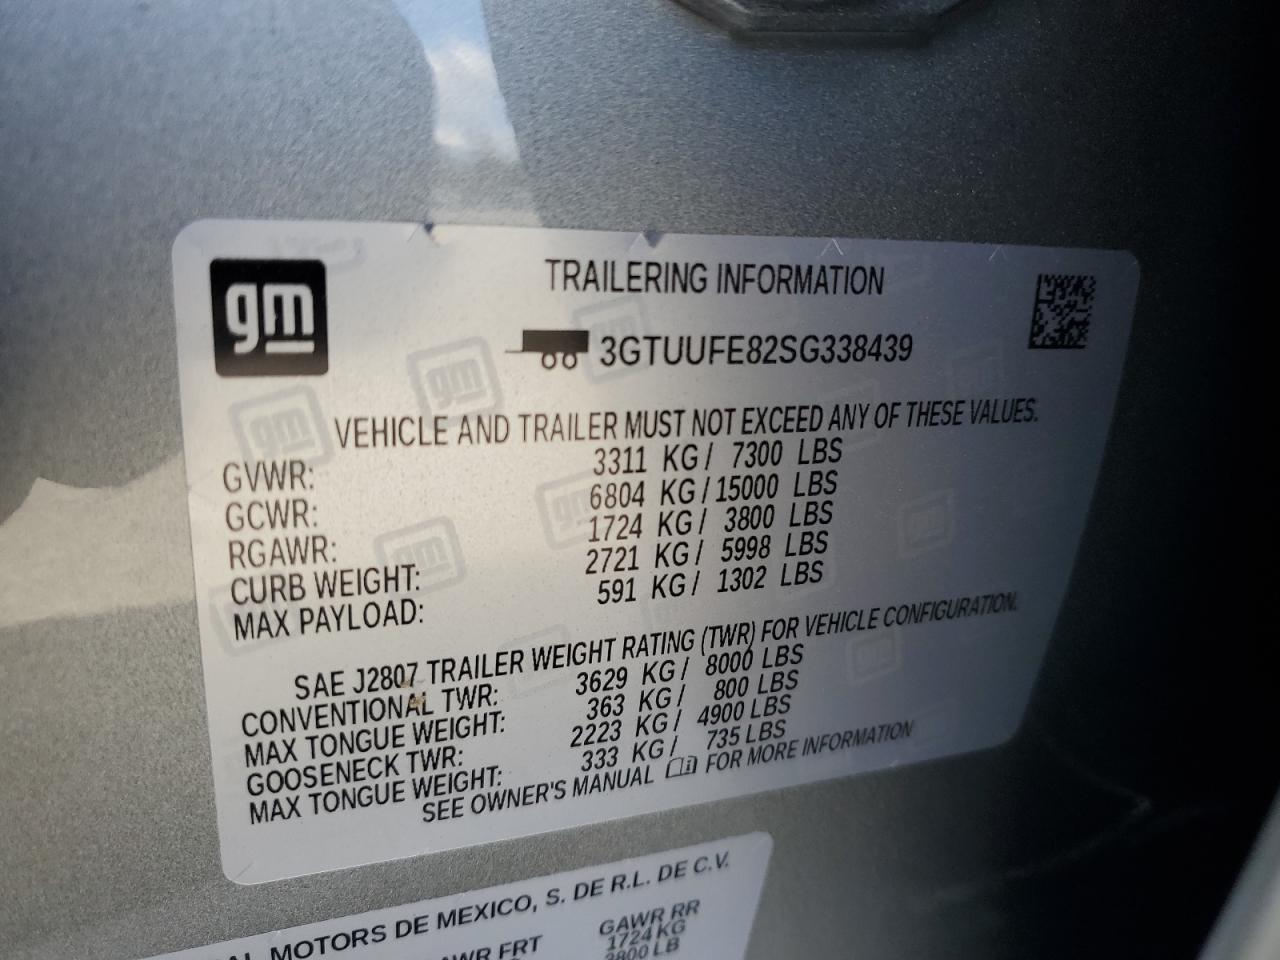 gm
TRAILERING INFORMATION
3GTUUFE82SG338439
VEHICLE AND TRAILER MUST NOT EXCEED ANY OF THESE VALUES.
GVWR: 3311 KG/ 7300 LBS
GCWR: 6804 KG/15000 LBS
RGAWR: 1724 KG/ 3800 LBS
CURB WEIGHT: 2721 KG/ 5998 LBS
MAX PAYLOAD: 591 KG/ 1302 LBS
SAE J2807 TRAILER WEIGHT RATING (TWR) FOR VEHICLE CONFIGURATION.
CONVENTIONAL TWR: 3629 KG/ 8000 LBS
MAX TONGUE WEIGHT: 363 KG/ 800 LBS
GOOSENECK TWR: 2223 KG/ 4900 LBS
MAX TONGUE WEIGHT: 333 KG/ 735 LBS
SEE OWNER'S MANUAL FOR MORE INFORMATION
MOTORS DE MEXICO, S. DE R.L. DE C.V.
FRT GAWR RR
1724 KG
3800 LB